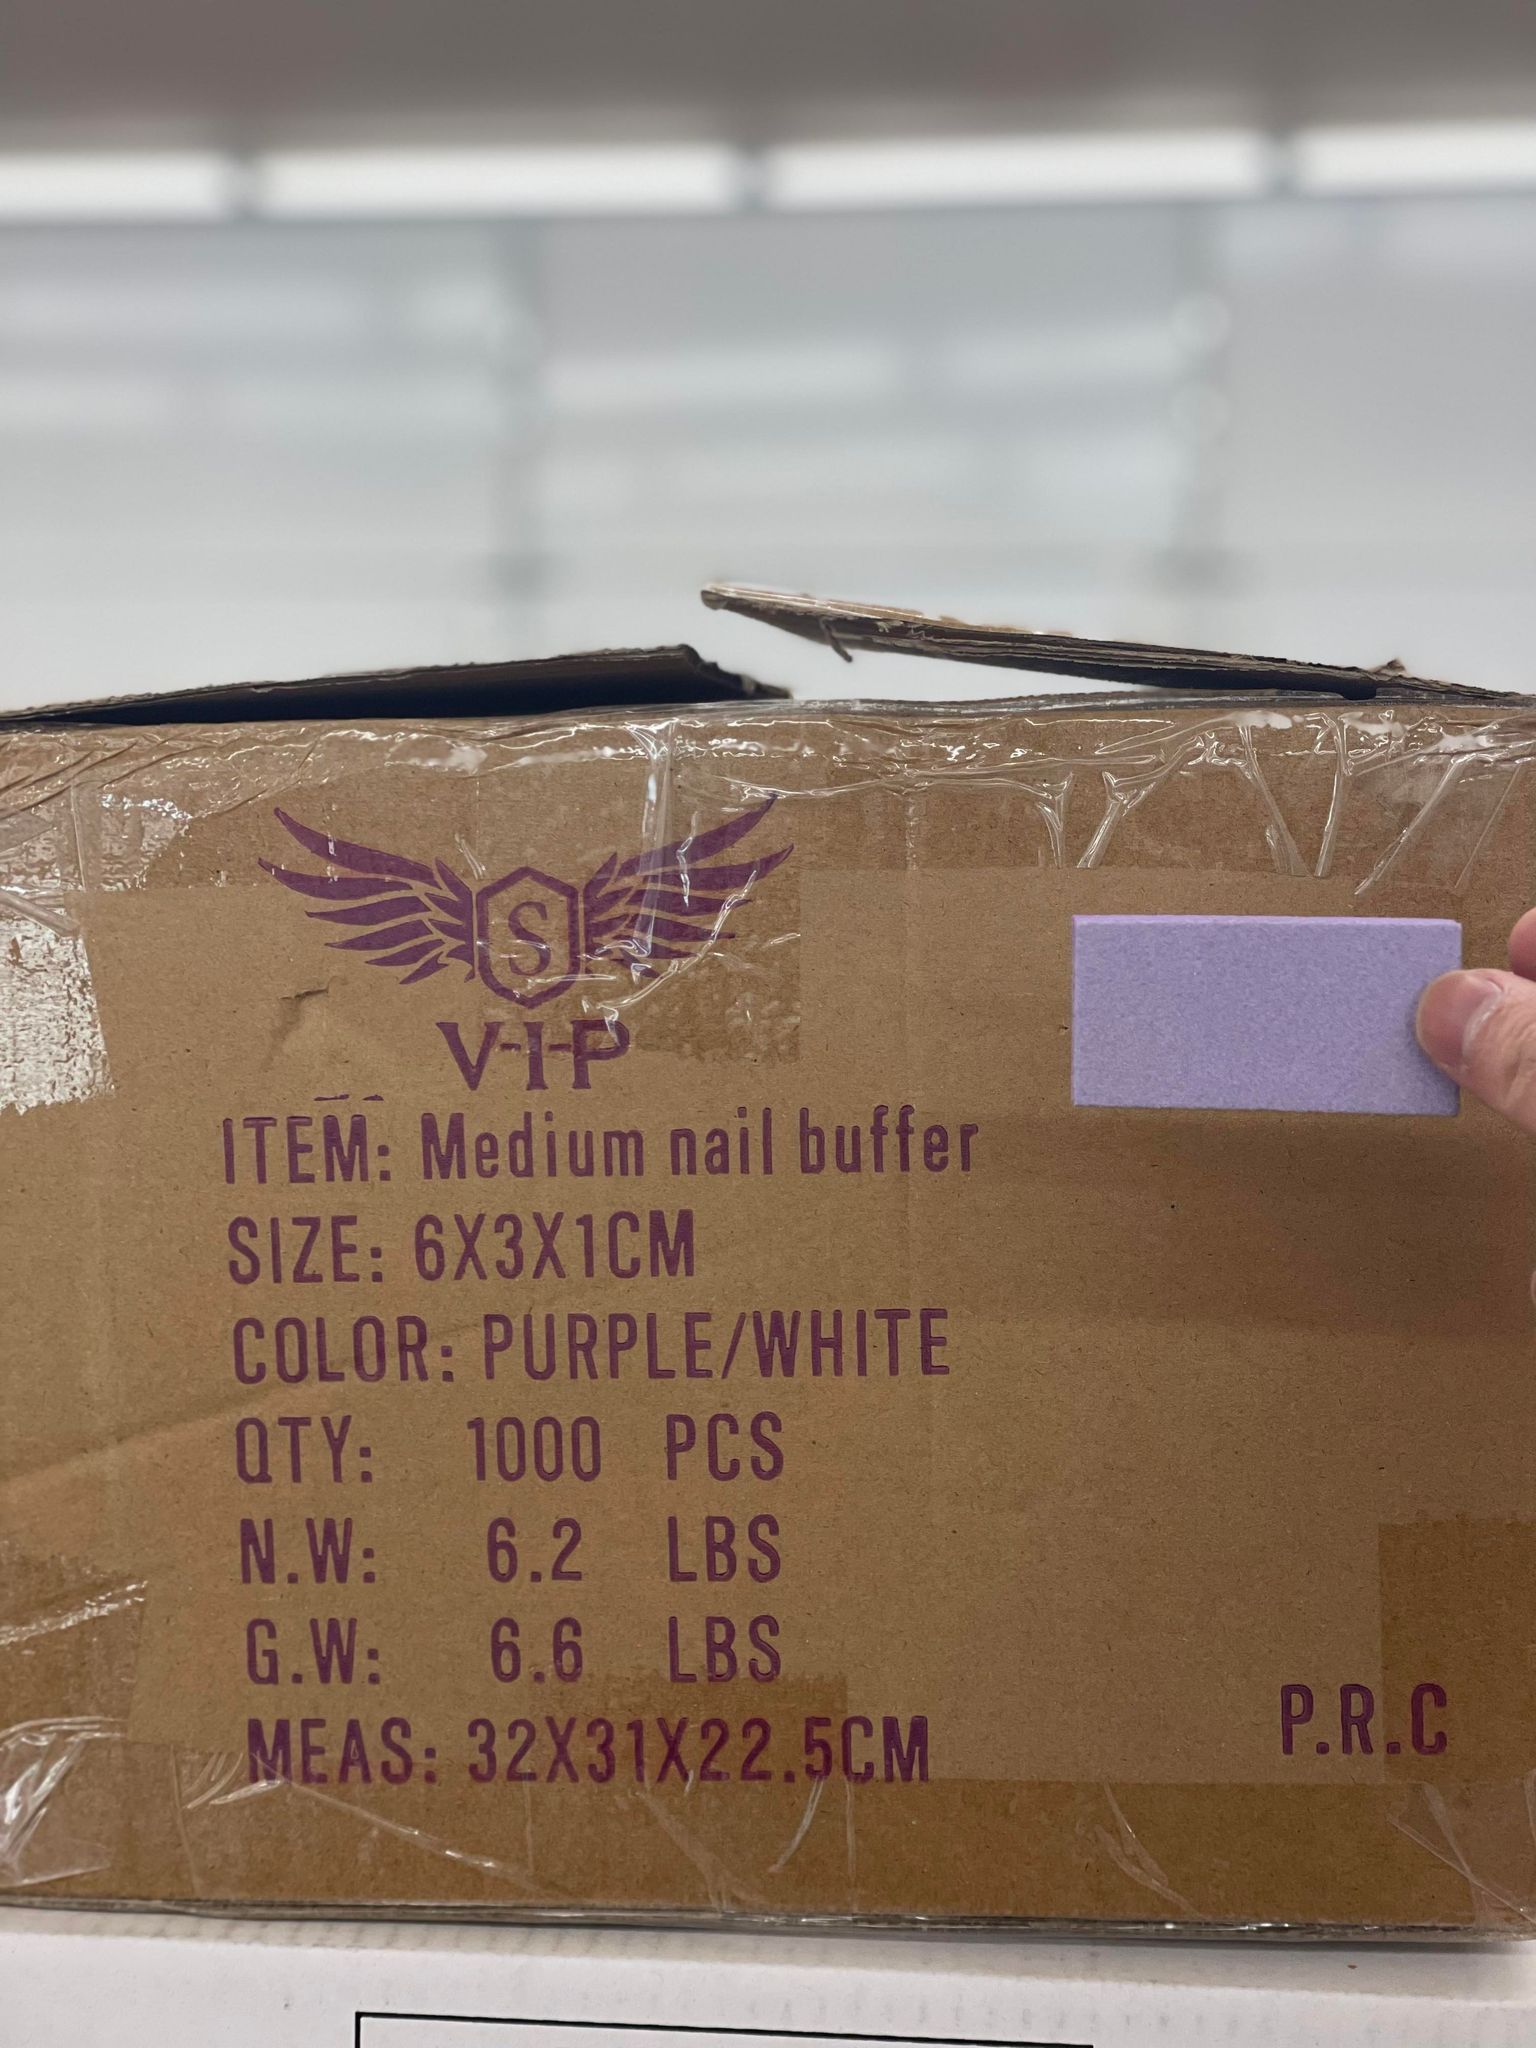 S
V-I-P
ITEM: Medium nail buffer
SIZE: 6X3X1CM
COLOR: PURPLE/WHITE
QTY: 1000 PCS
N.W: 6.2 LBS
G.W: 6.6 LBS
MEAS: 32X31X22.5CM
P.R.C